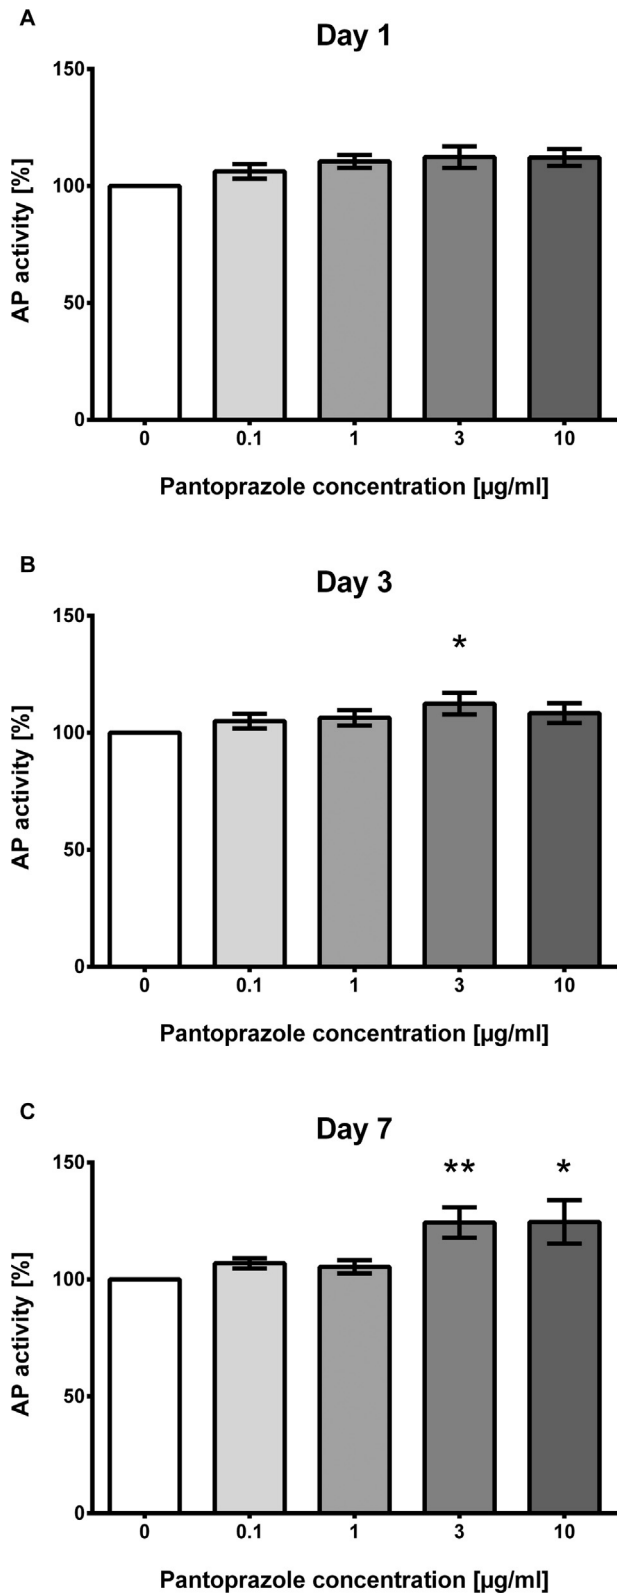 A
Day 1
AP activity [%]
150
100
50
0
0 0.1 1 3 10
Pantoprazole concentration [µg/ml]
B
Day 3
*
AP activity [%]
150
100
50
0
0 0.1 1 3 10
Pantoprazole concentration [µg/ml]
C
Day 7
** *
AP activity [%]
150
100
50
0
0 0.1 1 3 10
Pantoprazole concentration [µg/ml]